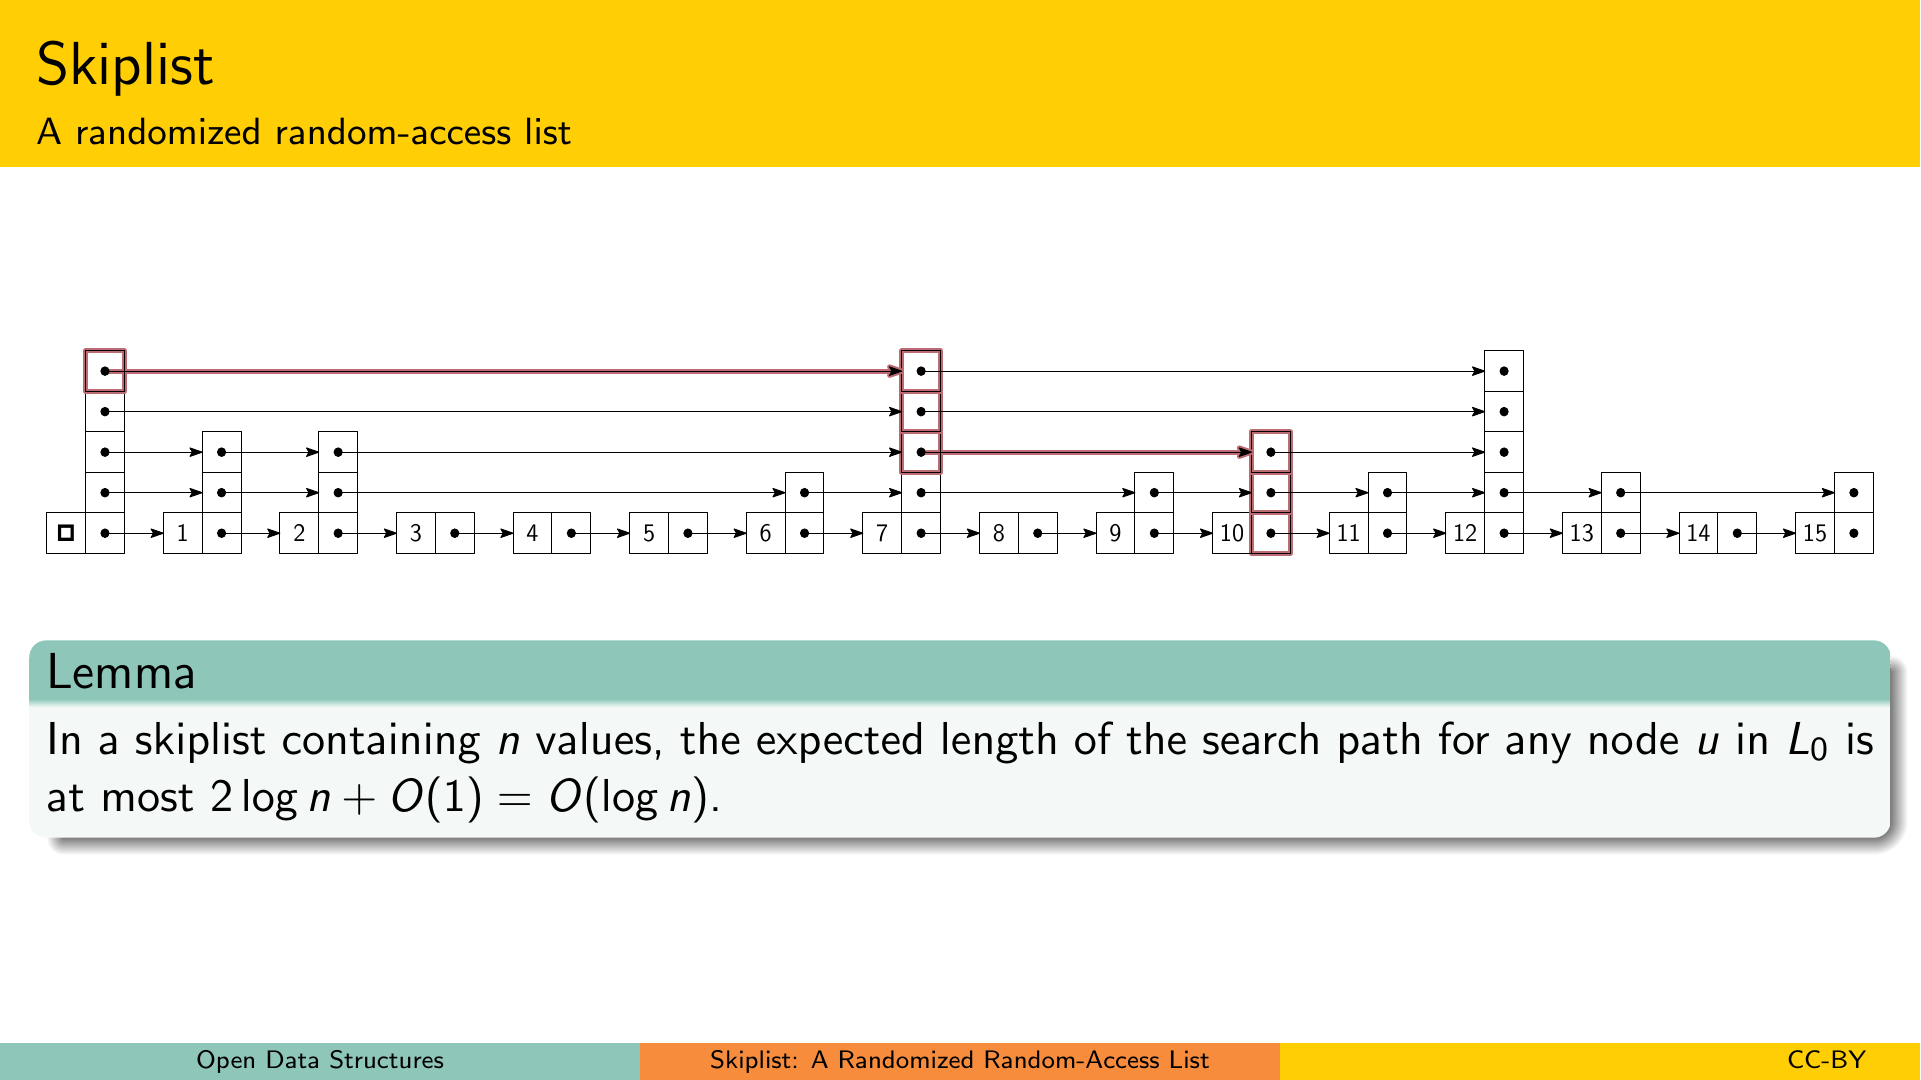 Skiplist
A randomized random-access list
1 2 3 4 5 6 7 8 9 10 11 12 13 14 15
Lemma
In a skiplist containing n values, the expected length of the search path for any node u in L₀ is
at most 2 log n + O(1) = O(log n).
Open Data Structures Skiplist: A Randomized Random-Access List CC-BY